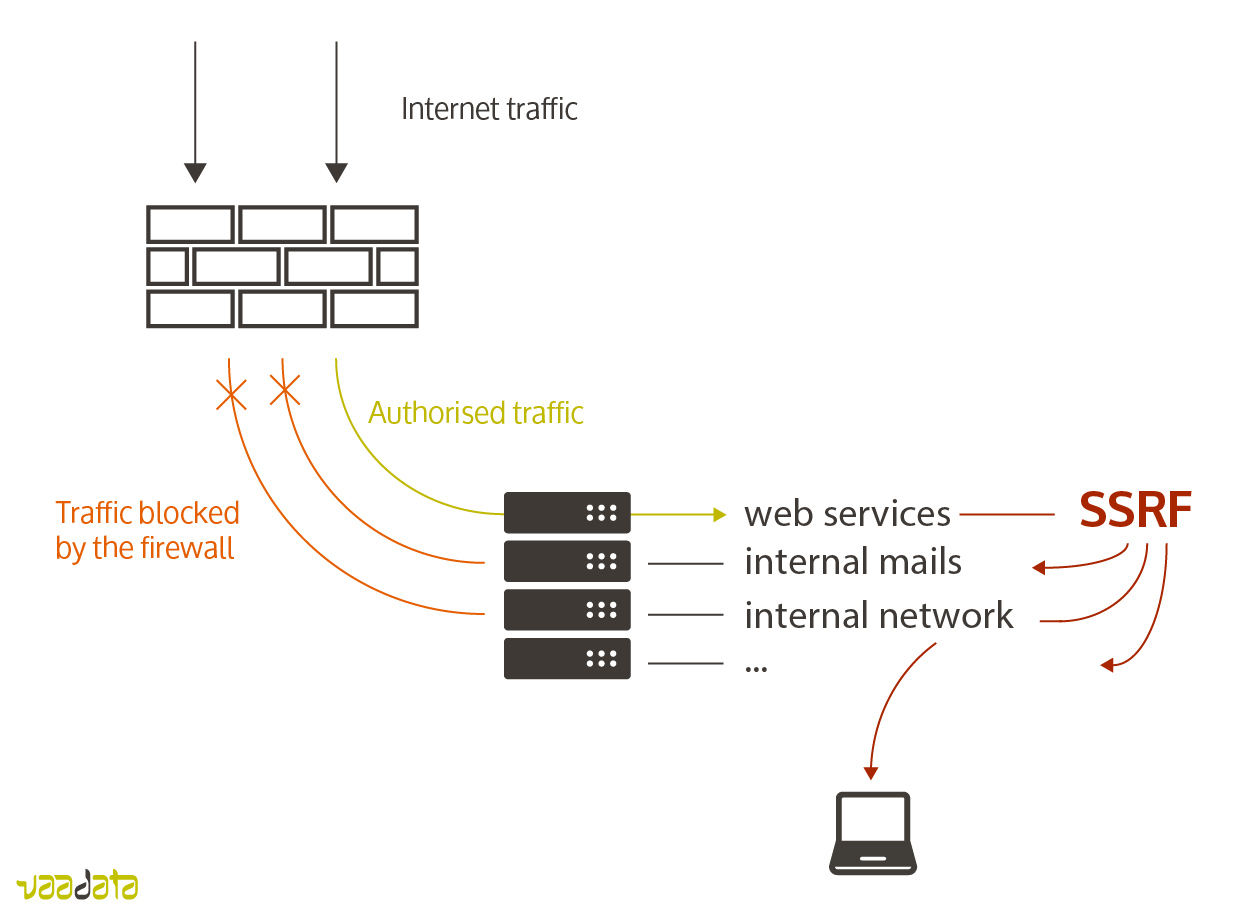 Internet traffic
Authorised traffic
Traffic blocked
by the firewall
web services
SSRF
internal mails
internal network
...
vaadata